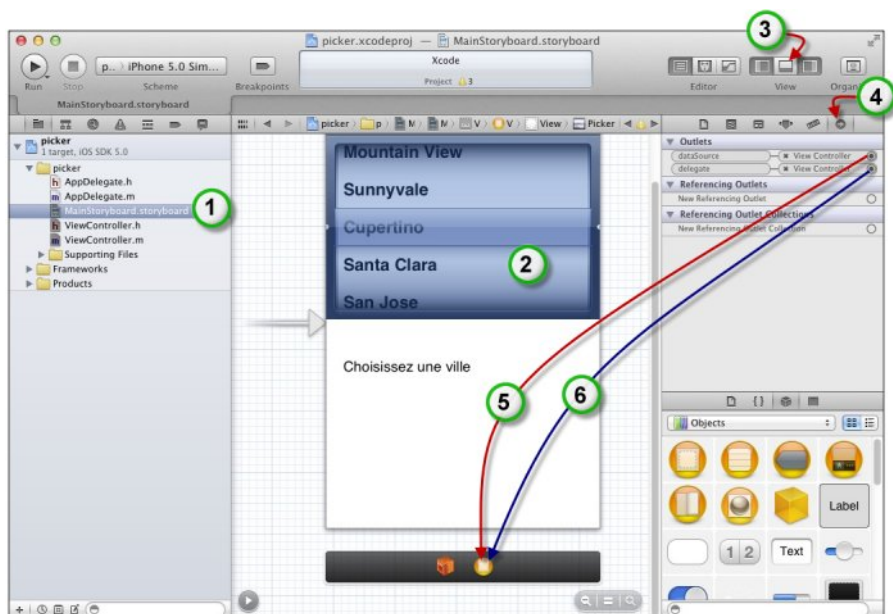 picker.xcodeproj — MainStoryboard.storyboard
3
Run
Stop
p.. › iPhone 5.0 Sim...
Scheme
Breakpoints
Xcode
Project 3
Editor
View
Organ
MainStoryboard.storyboard
4
picker
1 target, iOS SDK 5.0
picker
AppDelegate.h
AppDelegate.m
MainStoryboard.storyboard
1
ViewController.h
ViewController.m
Supporting Files
Frameworks
Products
picker › p › M › M › V › V › View › Picker
Mountain View
Sunnyvale
Cupertino
Santa Clara
2
San Jose
Choisissez une ville
5
6
Outlets
dataSource
View Controller
delegate
View Controller
Referencing Outlets
New Referencing Outlet
Referencing Outlet Collections
New Referencing Outlet Collection
{}
Objects
Label
1 2
Text